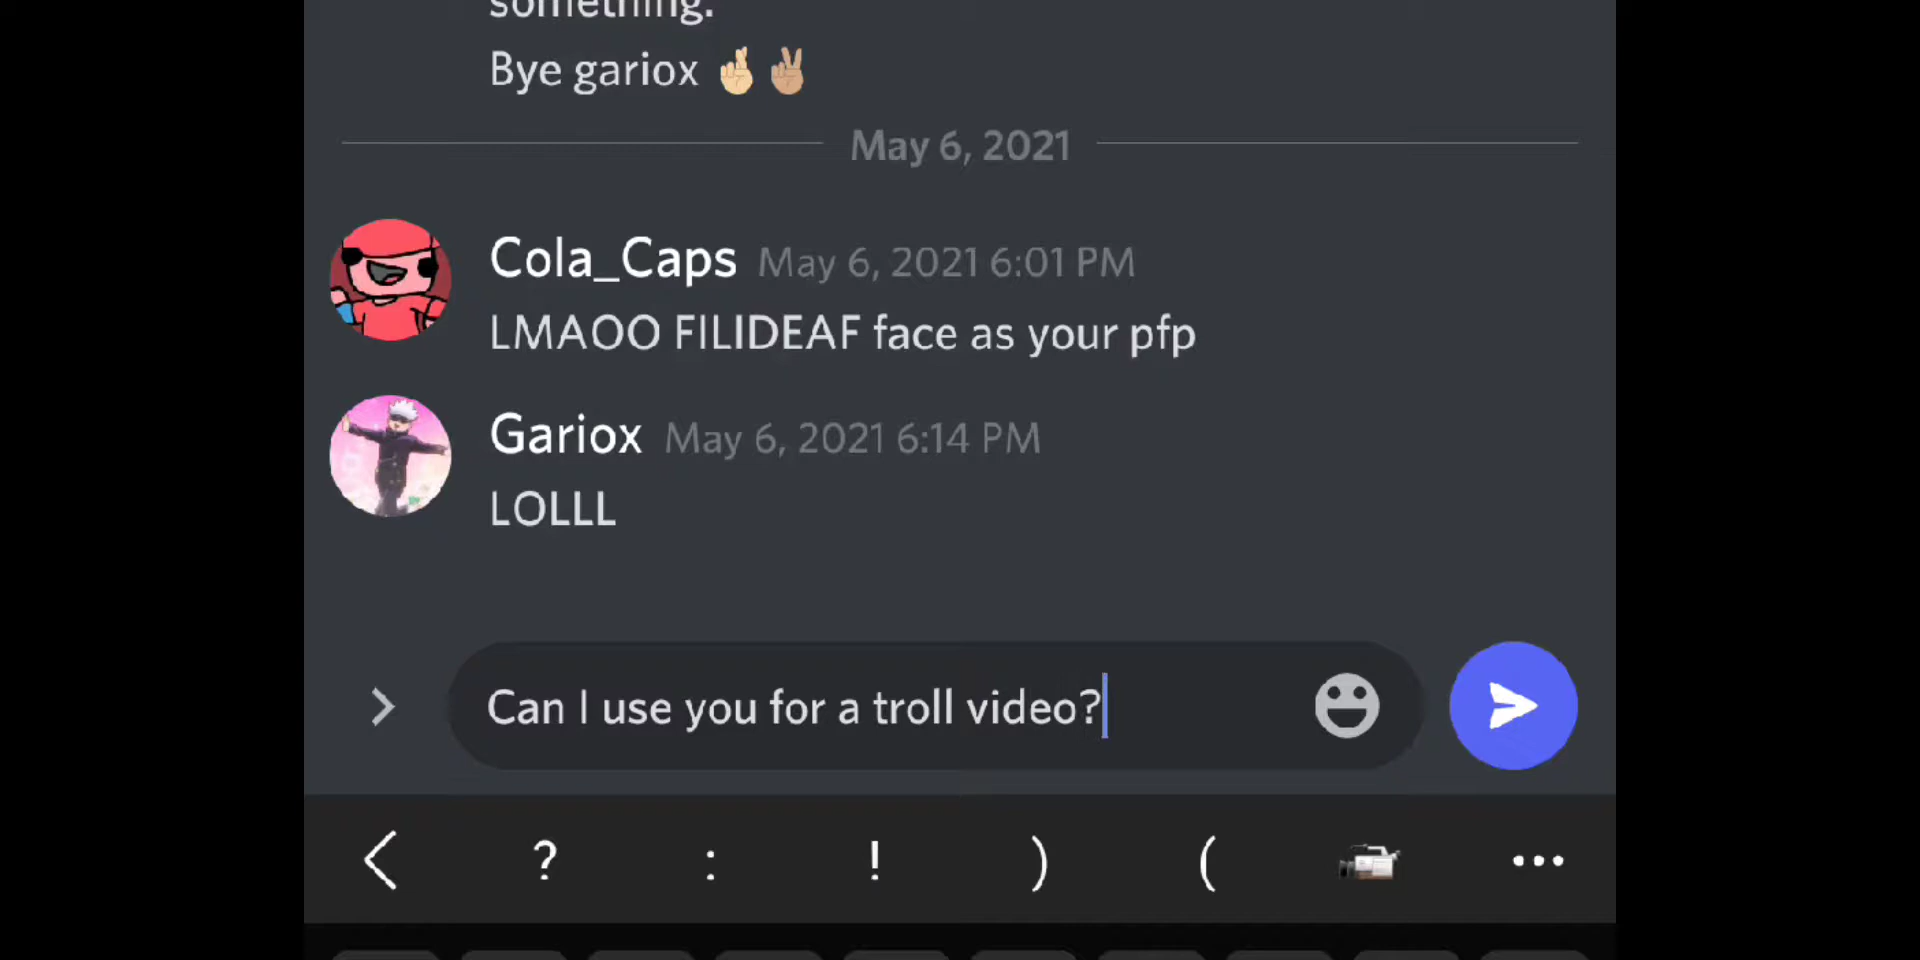 something.
Bye gariox 🤞🏼✌🏽
May 6, 2021
Cola_Caps May 6, 2021 6:01 PM
LMAOO FILIDEAF face as your pfp
Gariox May 6, 2021 6:14 PM
LOLLL
Can I use you for a troll video?
? : ! ) ( ...